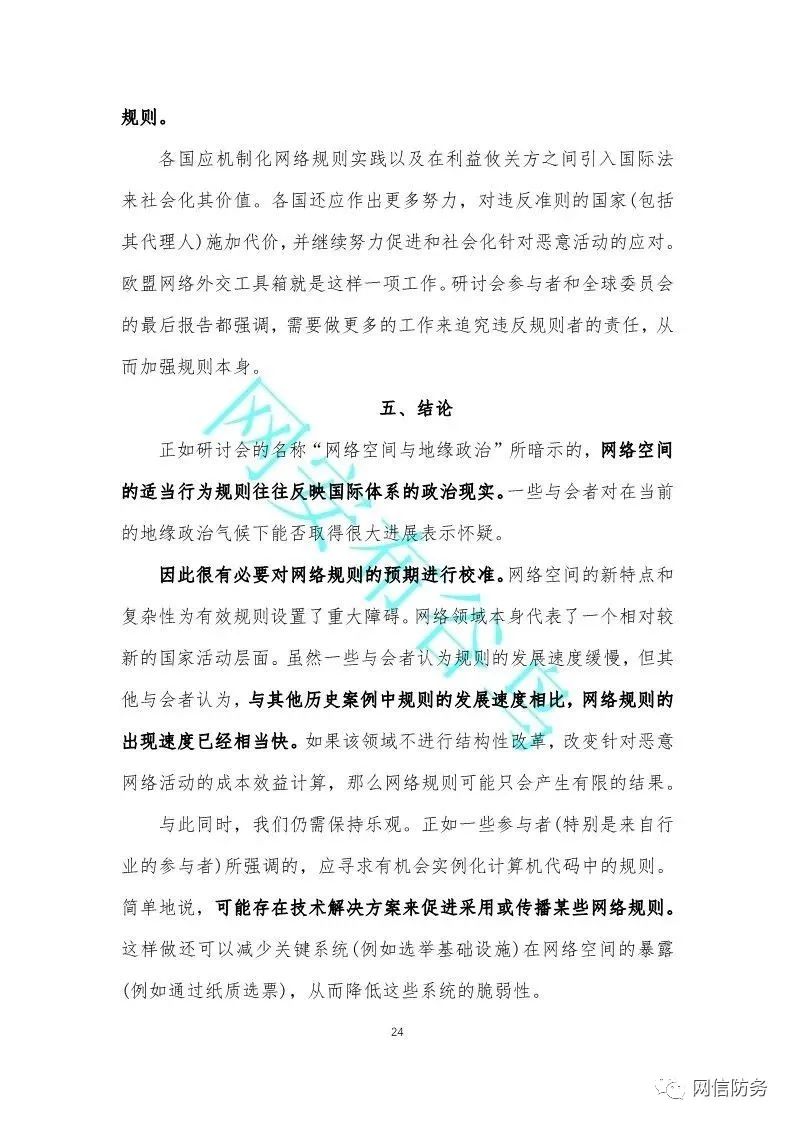 规则。
各国应机制化网络规则实践以及在利益攸关方之间引入国际法
来社会化其价值。各国还应作出更多努力，对违反准则的国家(包括
其代理人)施加代价，并继续努力促进和社会化针对恶意活动的应对。
欧盟网络外交工具箱就是这样一项工作。研讨会参与者和全球委员会
的最后报告都强调，需要做更多的工作来追究违反规则者的责任，从
而加强规则本身。
五、结论
正如研讨会的名称“网络空间与地缘政治”所暗示的，网络空间
的适当行为规则往往反映国际体系的政治现实。一些与会者对在当前
的地缘政治气候下能否取得很大进展表示怀疑。
因此很有必要对网络规则的预期进行校准。网络空间的新特点和
复杂性为有效规则设置了重大障碍。网络领域本身代表了一个相对较
新的国家活动层面。虽然一些与会者认为规则的发展速度缓慢，但其
他与会者认为，与其他历史案例中规则的发展速度相比，网络规则的
出现速度已经相当快。如果该领域不进行结构性改革，改变针对恶意
网络活动的成本效益计算，那么网络规则可能只会产生有限的结果。
与此同时，我们仍需保持乐观。正如一些参与者(特别是来自行
业的参与者)所强调的，应寻求有机会实例化计算机代码中的规则。
简单地说，可能存在技术解决方案来促进采用或传播某些网络规则。
这样做还可以减少关键系统(例如选举基础设施)在网络空间的暴露
(例如通过纸质选票)，从而降低这些系统的脆弱性。
24
网安布谷鸟
网信防务